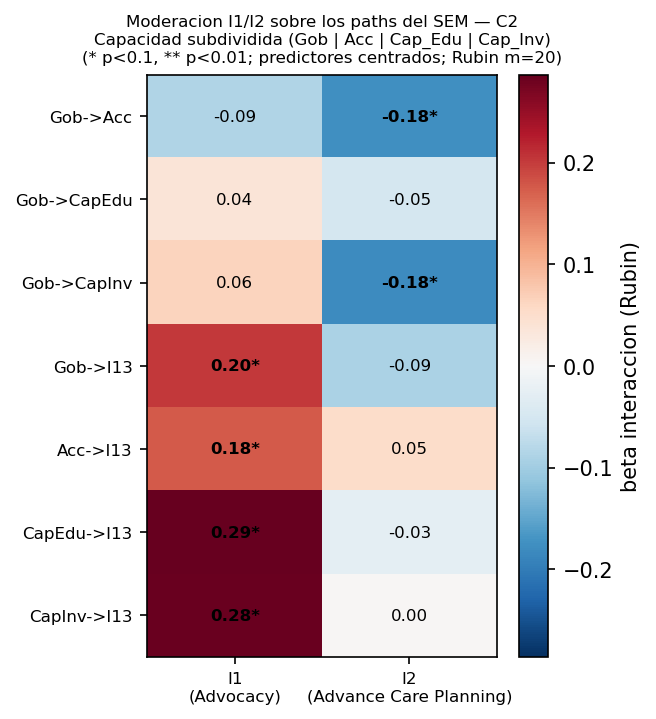 Moderacion I1/I2 sobre los paths del SEM — C2
Capacidad subdividida (Gob | Acc | Cap_Edu | Cap_Inv)
(* p<0.1, ** p<0.01; predictores centrados; Rubin m=20)
Gob->Acc -0.09 -0.18*
Gob->CapEdu 0.04 -0.05
Gob->CapInv 0.06 -0.18*
Gob->I13 0.20* -0.09
Acc->I13 0.18* 0.05
CapEdu->I13 0.29* -0.03
CapInv->I13 0.28* 0.00
I1 I2
(Advocacy) (Advance Care Planning)
0.2
0.1
0.0
−0.1
−0.2
beta interaccion (Rubin)